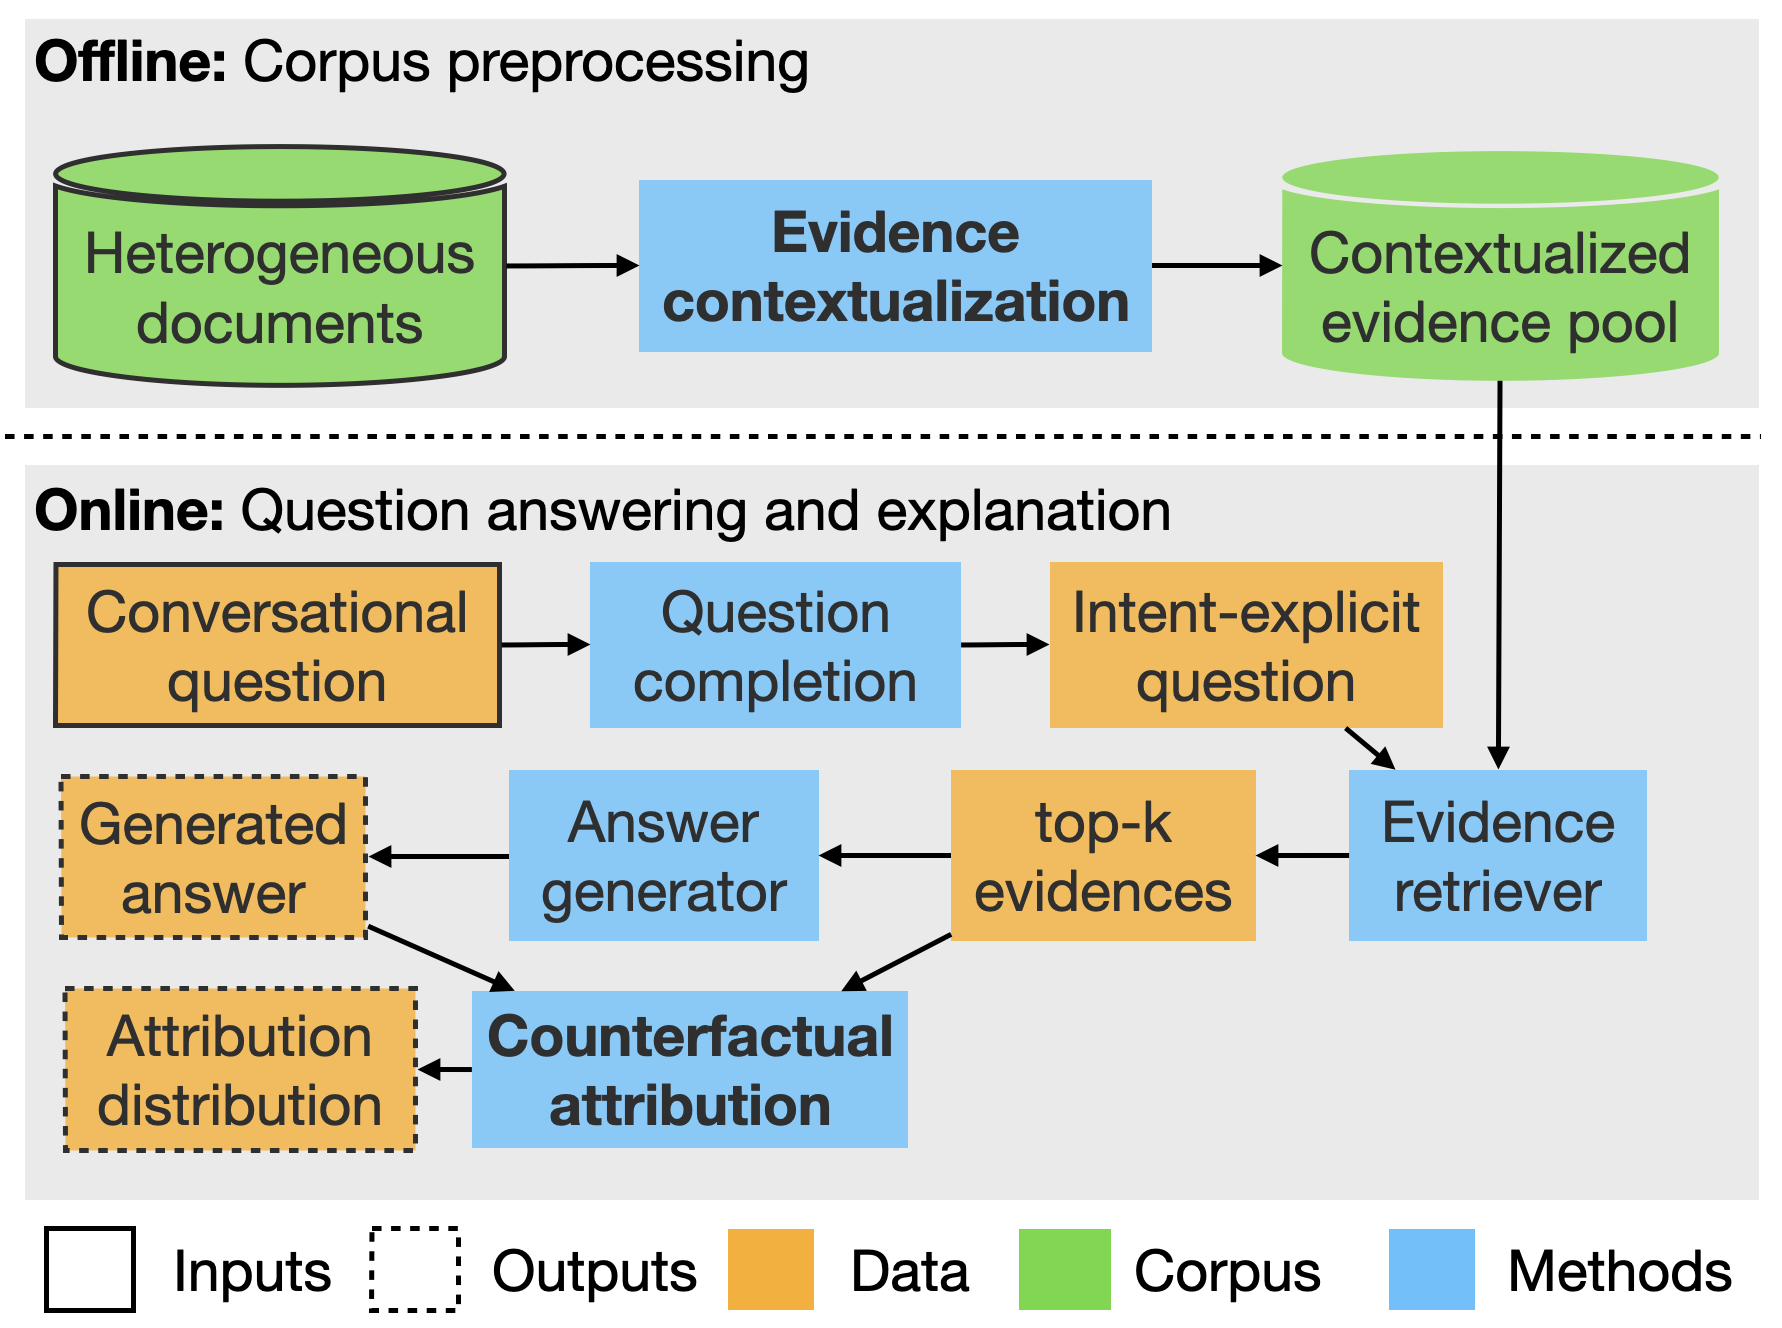 Offline: Corpus preprocessing
Heterogeneous
documents
Evidence
contextualization
Contextualized
evidence pool
Online: Question answering and explanation
Conversational
question
Question
completion
Intent-explicit
question
Generated
answer
Answer
generator
top-k
evidences
Evidence
retriever
Attribution
distribution
Counterfactual
attribution
Inputs
Outputs
Data
Corpus
Methods